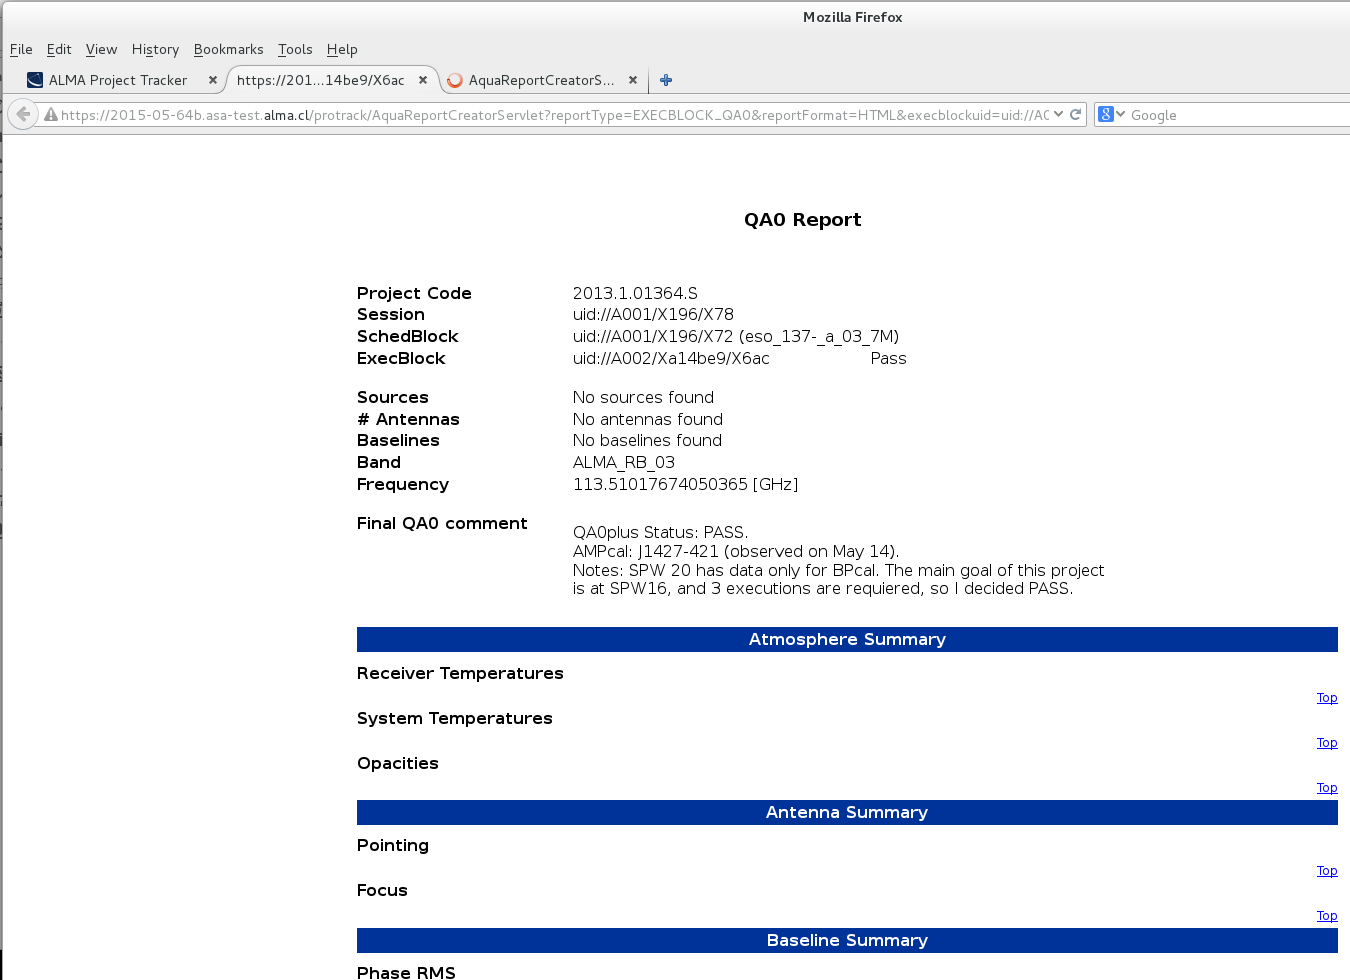 Mozilla Firefox
File Edit View History Bookmarks Tools Help
ALMA Project Tracker https://201...14be9/X6ac AquaReportCreatorS...
https://2015-05-64b.asa-test.alma.cl/protrack/AquaReportCreatorServlet?reportType=EXECBLOCK_QA0&reportFormat=HTML&execblockuid=uid://A0 Google
QA0 Report
Project Code 2013.1.01364.S
Session uid://A001/X196/X78
SchedBlock uid://A001/X196/X72 (eso_137-_a_03_7M)
ExecBlock uid://A002/Xa14be9/X6ac Pass
Sources No sources found
# Antennas No antennas found
Baselines No baselines found
Band ALMA_RB_03
Frequency 113.51017674050365 [GHz]
Final QA0 comment
QA0plus Status: PASS.
AMPcal: J1427-421 (observed on May 14).
Notes: SPW 20 has data only for BPcal. The main goal of this project
is at SPW16, and 3 executions are requiered, so I decided PASS.
Atmosphere Summary
Receiver Temperatures
Top
System Temperatures
Top
Opacities
Top
Antenna Summary
Pointing
Top
Focus
Top
Baseline Summary
Phase RMS